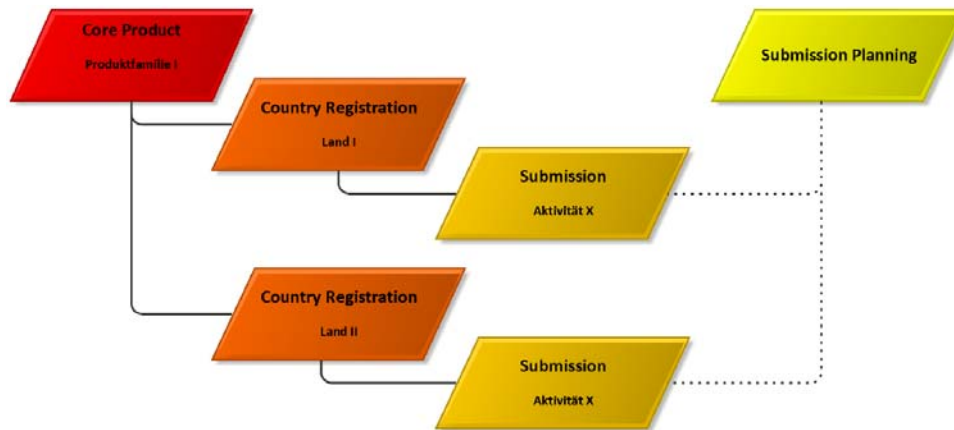 Core Product
Produktfamilie I
Submission Planning
Country Registration
Land I
Submission
Aktivität X
Country Registration
Land II
Submission
Aktivität X